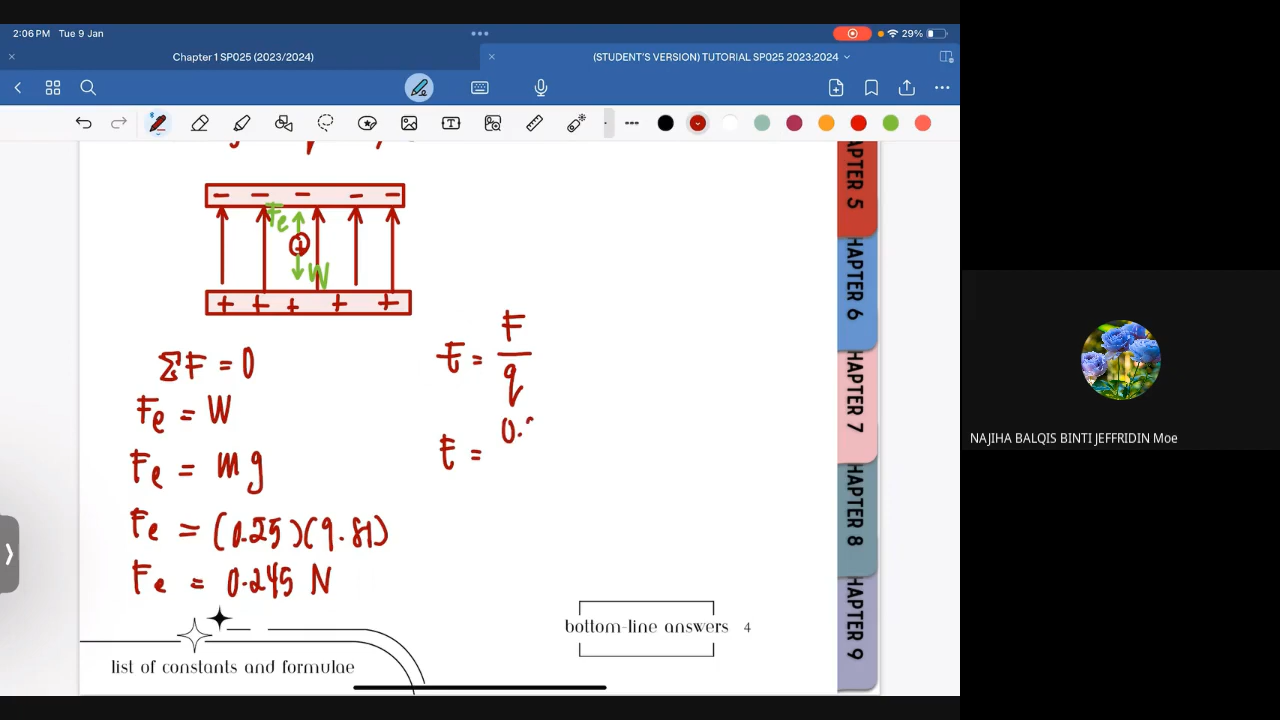 2:06 PM Tue 9 Jan
29%
Chapter 1 SP025 (2023/2024)
(STUDENT'S VERSION) TUTORIAL SP025 2023:2024
- - - - -
Fe
+
W
+ + + + +
ΣF = 0
Fe = W
Fe = mg
Fe = (0.25)(9.81)
Fe = 0.245 N
E = F/q
E = 0.
HAPTER 5
HAPTER 6
HAPTER 7
HAPTER 8
HAPTER 9
list of constants and formulae
bottom-line answers 4
NAJIHA BALQIS BINTI JEFFRIDIN Moe